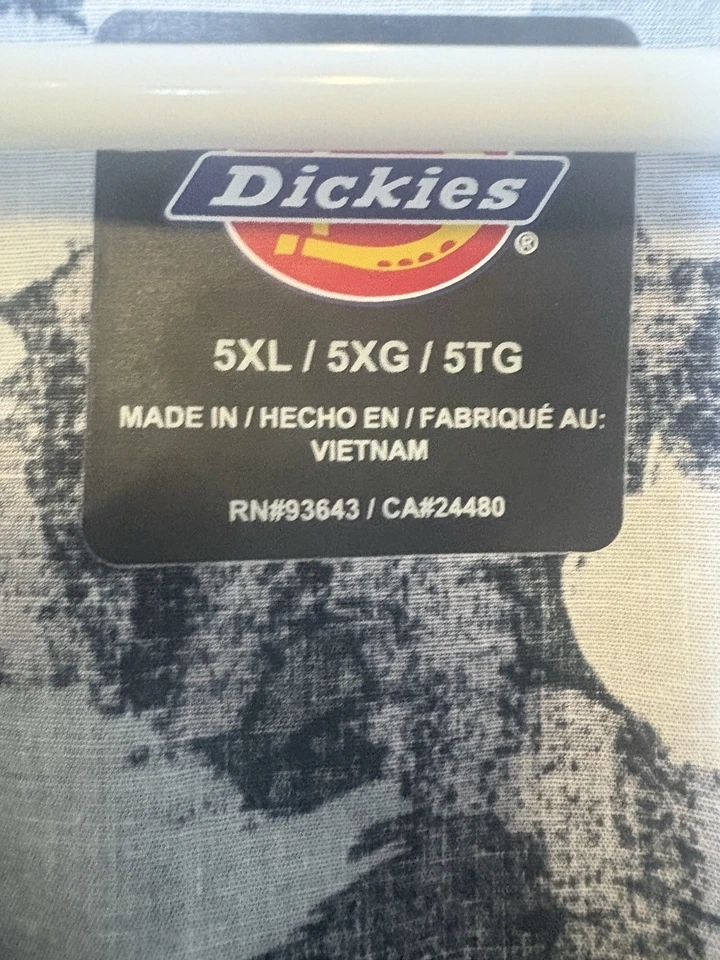 Dickies
®
5XL / 5XG / 5TG
MADE IN / HECHO EN / FABRIQUÉ AU:
VIETNAM
RN#93643 / CA#24480